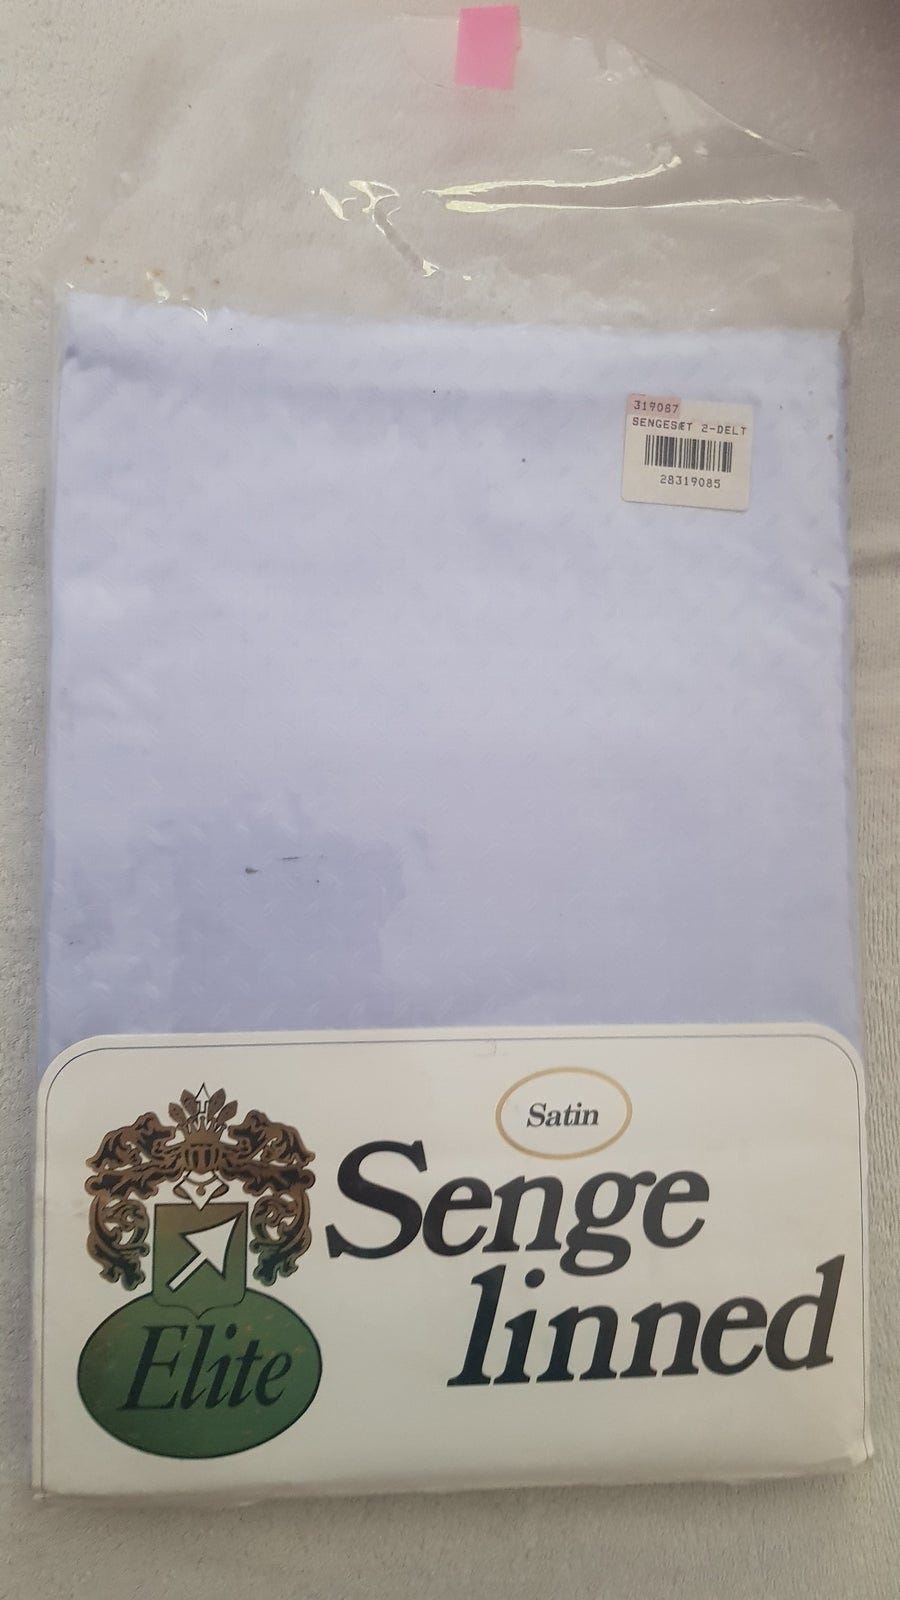 319087
SENGESÆT 2-DELT
28319085
Satin
Senge
linned
Elite